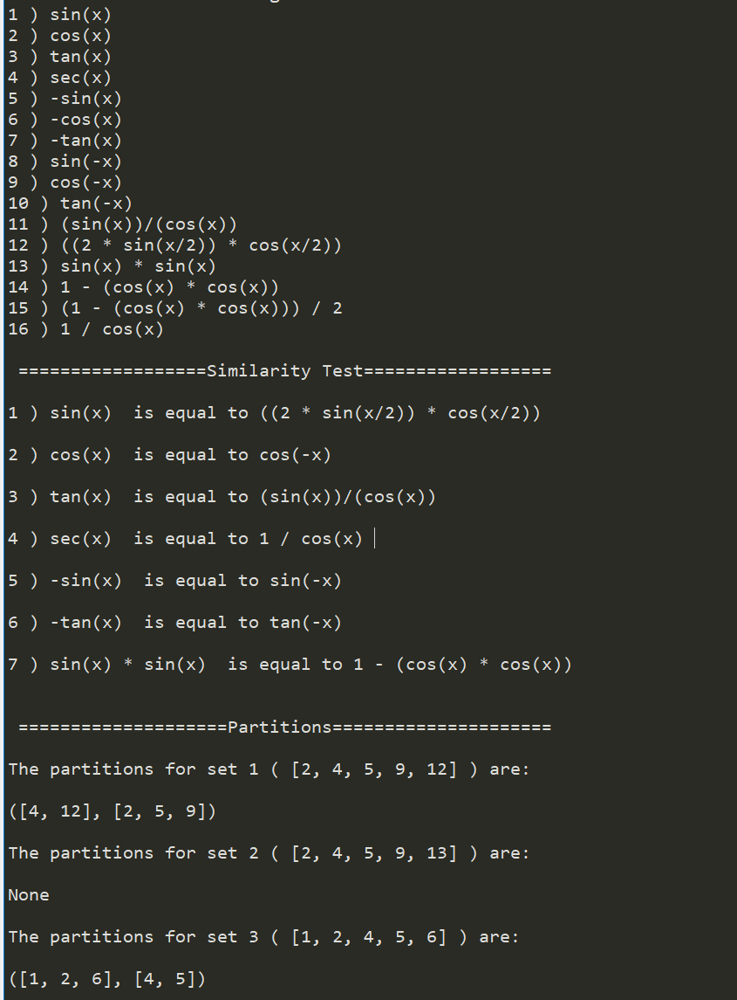 1 ) sin(x)
2 ) cos(x)
3 ) tan(x)
4 ) sec(x)
5 ) -sin(x)
6 ) -cos(x)
7 ) -tan(x)
8 ) sin(-x)
9 ) cos(-x)
10 ) tan(-x)
11 ) (sin(x))/(cos(x))
12 ) ((2 * sin(x/2)) * cos(x/2))
13 ) sin(x) * sin(x)
14 ) 1 - (cos(x) * cos(x))
15 ) (1 - (cos(x) * cos(x))) / 2
16 ) 1 / cos(x)
==================Similarity Test==================
1 ) sin(x)  is equal to ((2 * sin(x/2)) * cos(x/2))
2 ) cos(x)  is equal to cos(-x)
3 ) tan(x)  is equal to (sin(x))/(cos(x))
4 ) sec(x)  is equal to 1 / cos(x)
5 ) -sin(x)  is equal to sin(-x)
6 ) -tan(x)  is equal to tan(-x)
7 ) sin(x) * sin(x)  is equal to 1 - (cos(x) * cos(x))
====================Partitions=====================
The partitions for set 1 ( [2, 4, 5, 9, 12] ) are:
([4, 12], [2, 5, 9])
The partitions for set 2 ( [2, 4, 5, 9, 13] ) are:
None
The partitions for set 3 ( [1, 2, 4, 5, 6] ) are:
([1, 2, 6], [4, 5])